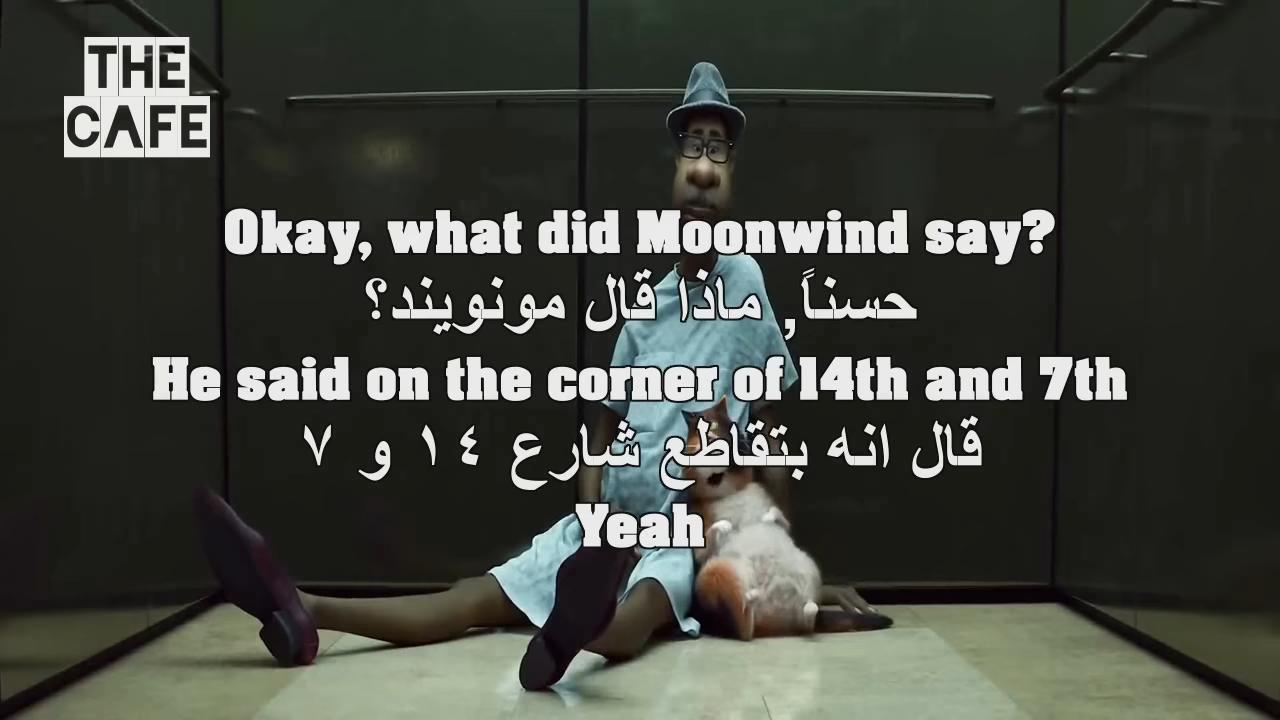 THE
CAFE
Okay, what did Moonwind say?
حسناً, ماذا قال مونويند؟
He said on the corner of 14th and 7th
قال انه بتقاطع شارع ١٤ و ٧
Yeah